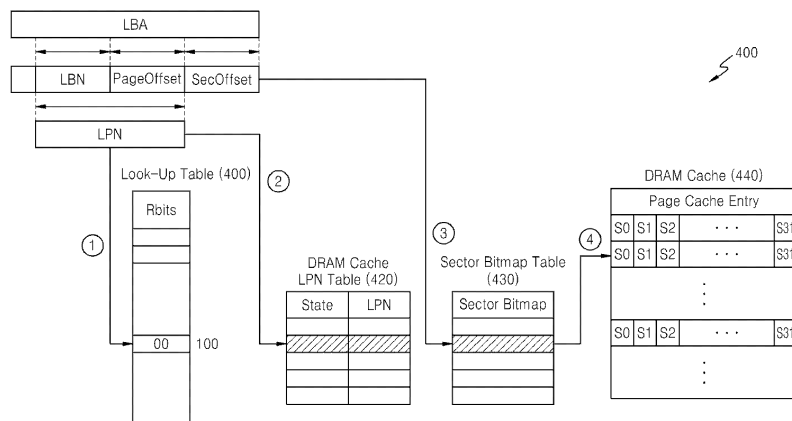 LBA
400
LBN PageOffset SecOffset
LPN
Look-Up Table (400)
Rbits
1
00 100
2
DRAM Cache
LPN Table (420)
State LPN
3
Sector Bitmap Table
(430)
Sector Bitmap
4
DRAM Cache (440)
Page Cache Entry
S0 S1 S2 · · · S31
S0 S1 S2 · · · S31
S0 S1 S2 · · · S31